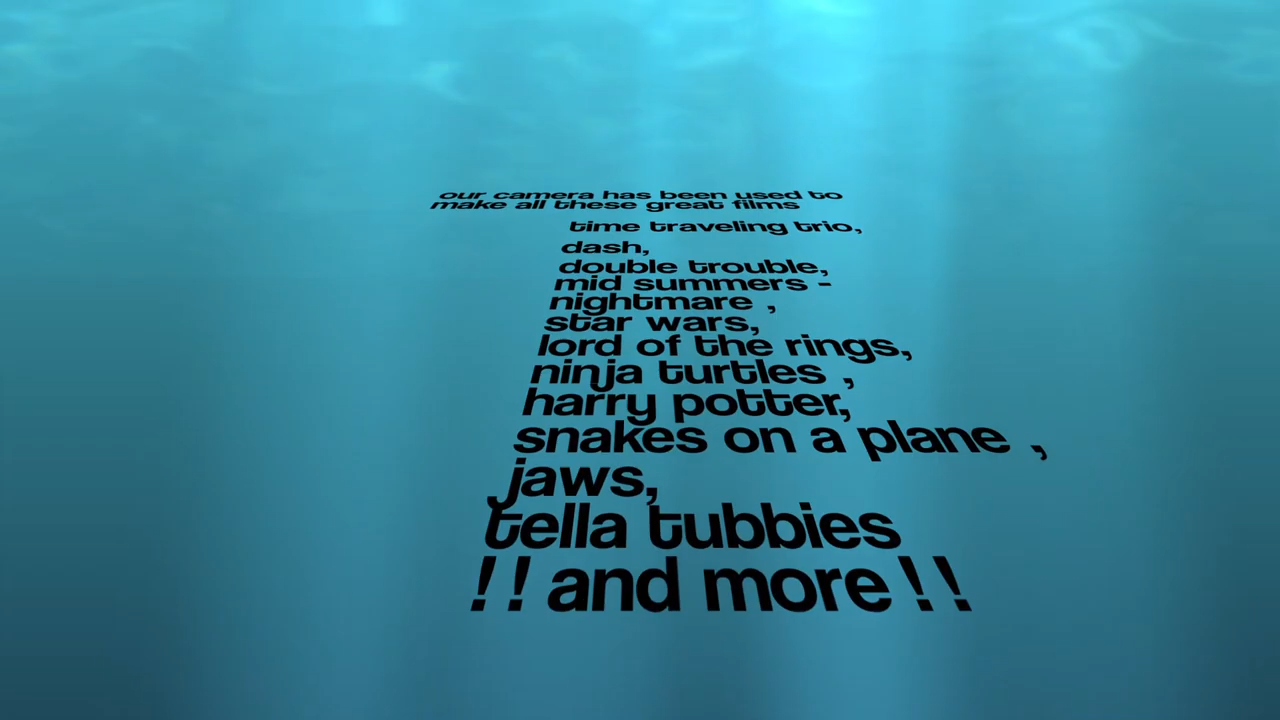 our camera has been used to
make all these great films
time traveling trio,
dash,
double trouble,
mid summers -
nightmare ,
star wars,
lord of the rings,
ninja turtles ,
harry potter,
snakes on a plane ,
jaws,
tella tubbies
!! and more !!